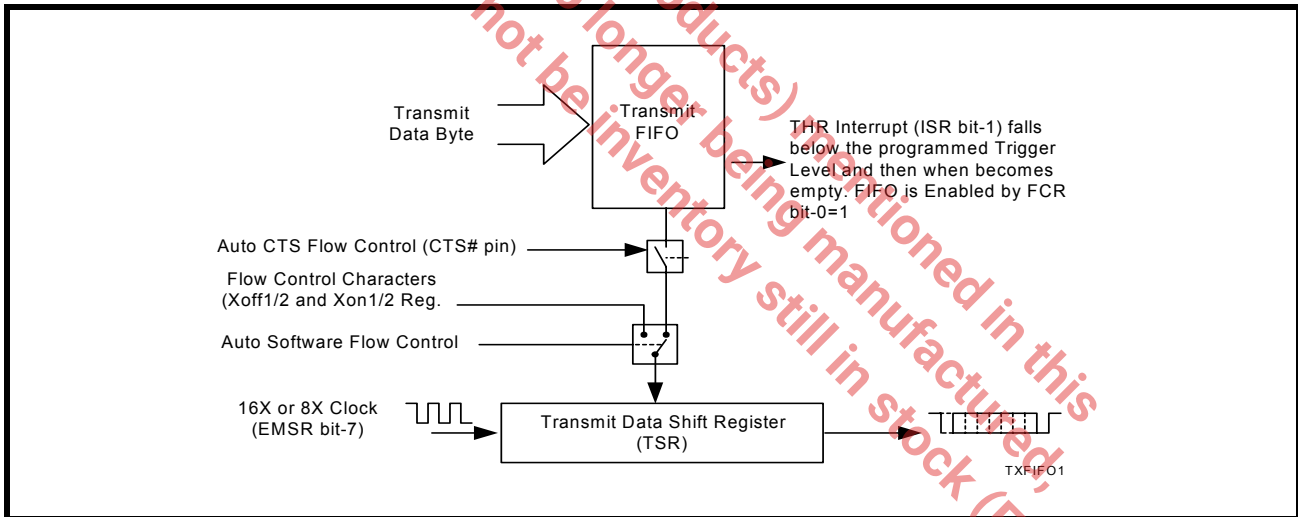 Transmit
Data Byte
Transmit
FIFO
THR Interrupt (ISR bit-1) falls
below the programmed Trigger
Level and then when becomes
empty. FIFO is Enabled by FCR
bit-0=1
Auto CTS Flow Control (CTS# pin)
Flow Control Characters
(Xoff1/2 and Xon1/2 Reg.
Auto Software Flow Control
16X or 8X Clock
(EMSR bit-7)
Transmit Data Shift Register
(TSR)
TXFIFO1
oducts) mentioned in this
longer being manufactured,
not be inventory still in stock (